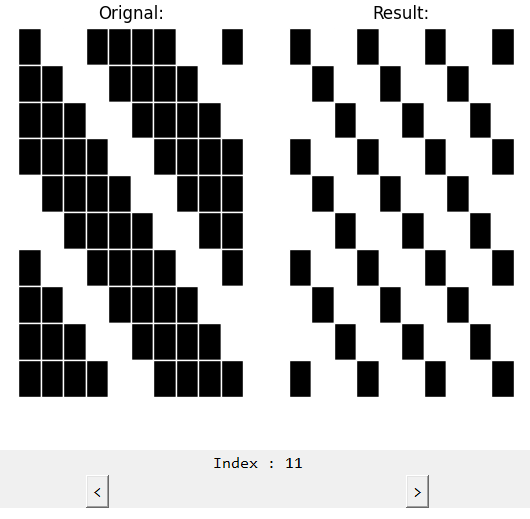 Orignal:
Result:
Index : 11
<
>